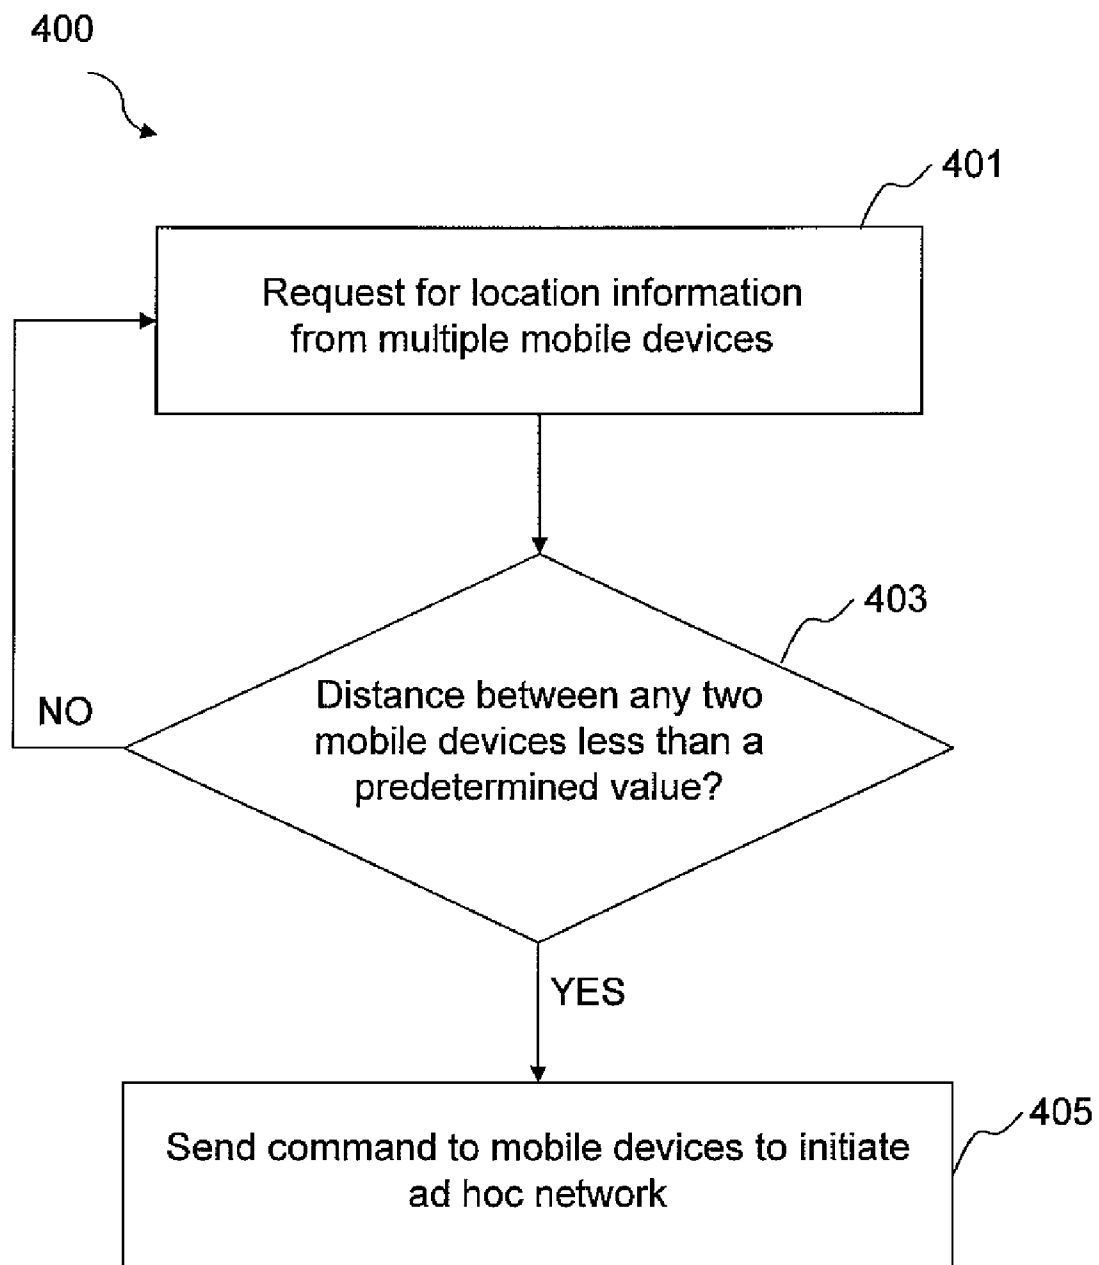 400
401
Request for location information
from multiple mobile devices
403
Distance between any two
mobile devices less than a
predetermined value?
NO
YES
405
Send command to mobile devices to initiate
ad hoc network